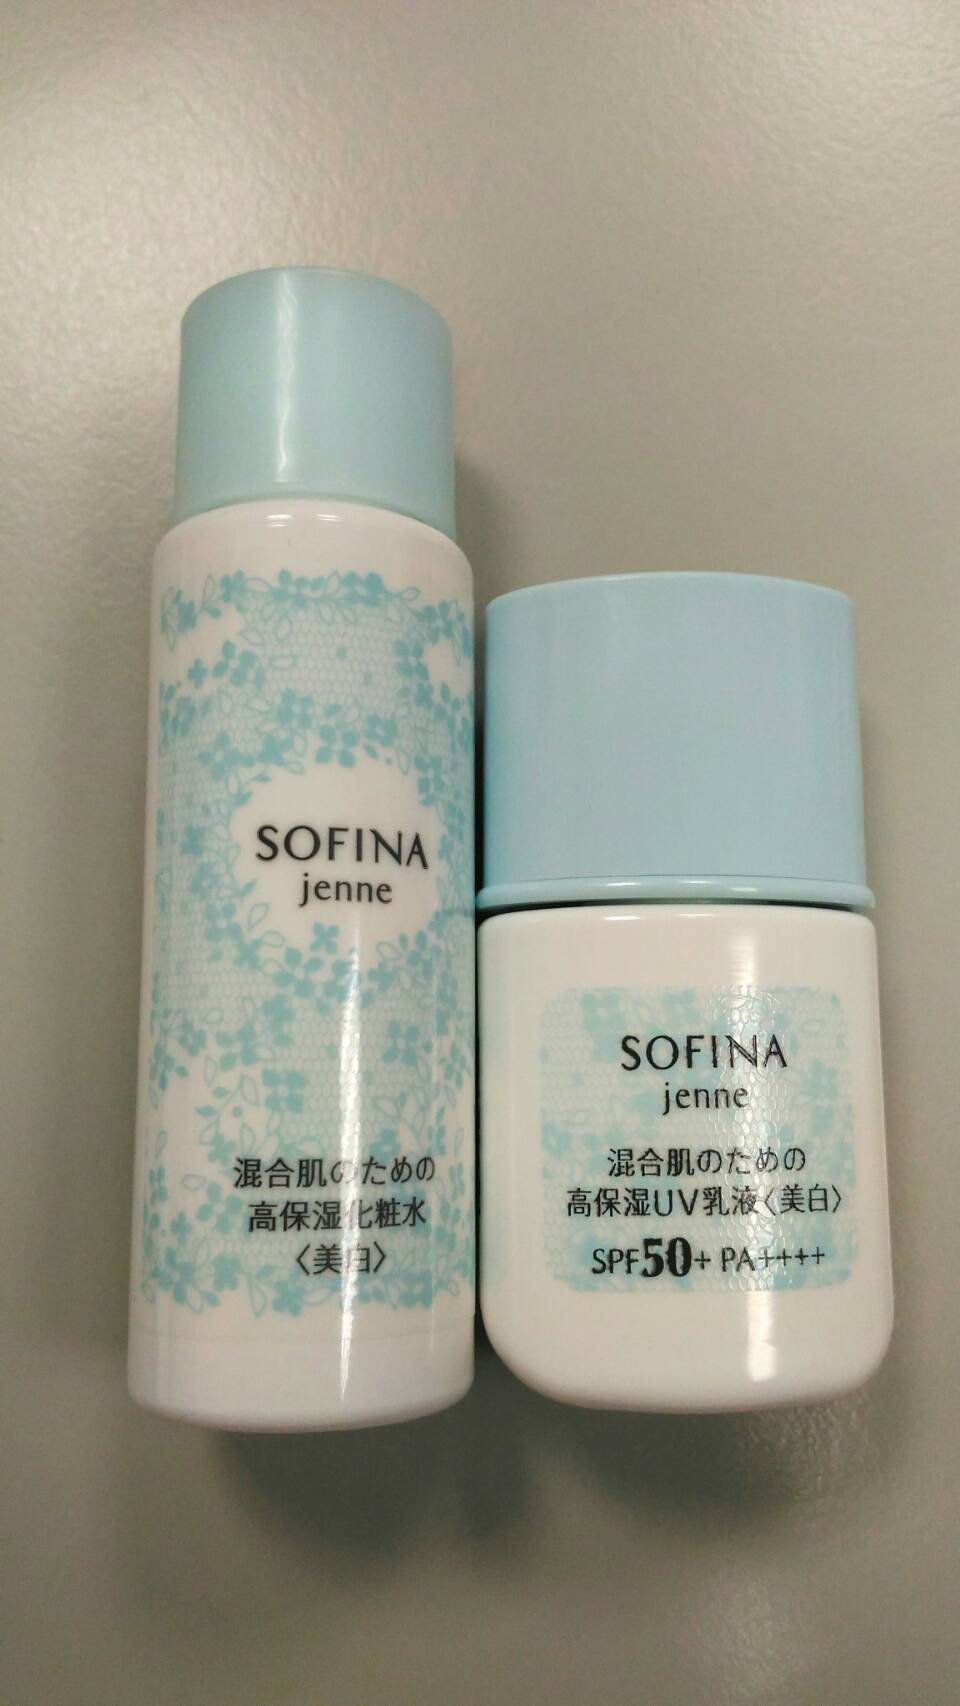 SOFINA
jenne
混合肌のための
高保湿化粧水
〈美白〉
SOFINA
jenne
混合肌のための
高保湿UV乳液〈美白〉
SPF50+ PA++++